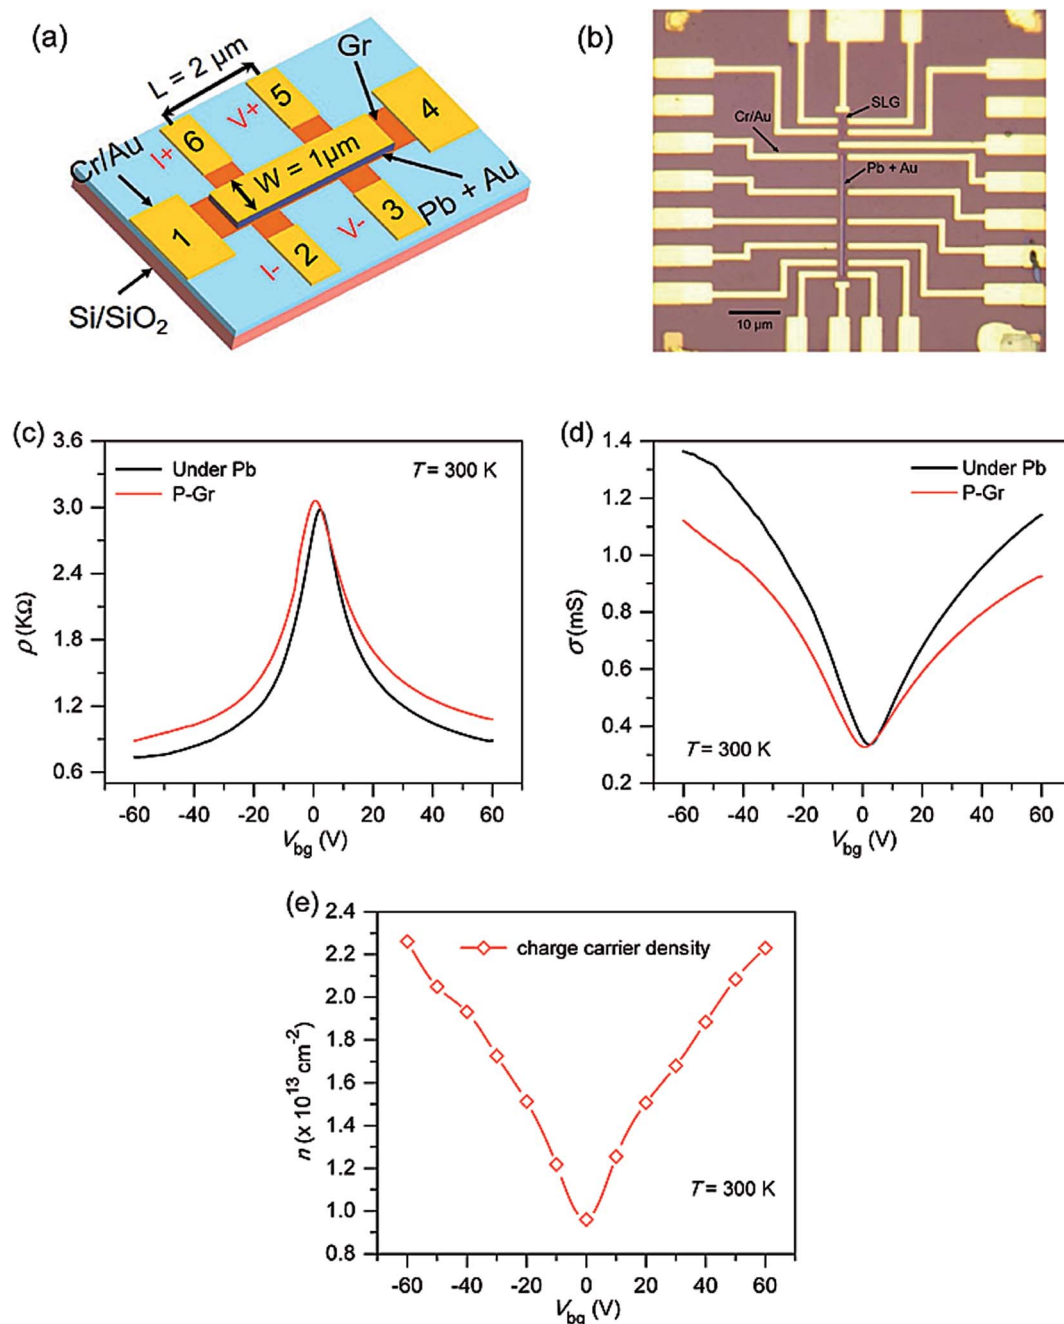 (a)
L = 2 µm
Gr
V+
5
4
6
I+
Cr/Au
W = 1µm
Pb + Au
1
2
3
V-
I-
Si/SiO2
(b)
SLG
Cr/Au
Pb + Au
10 µm
(c)
3.6
3.0
2.4
1.8
1.2
0.6
ρ (KΩ)
Under Pb
P-Gr
T = 300 K
-60 -40 -20 0 20 40 60
Vbg (V)
(d)
1.4
1.2
1.0
0.8
0.6
0.4
0.2
σ (mS)
Under Pb
P-Gr
T = 300 K
-60 -40 -20 0 20 40 60
Vbg (V)
(e)
2.4
2.2
2.0
1.8
1.6
1.4
1.2
1.0
0.8
n (x 10^13 cm^-2)
charge carrier density
T = 300 K
-60 -40 -20 0 20 40 60
Vbg (V)